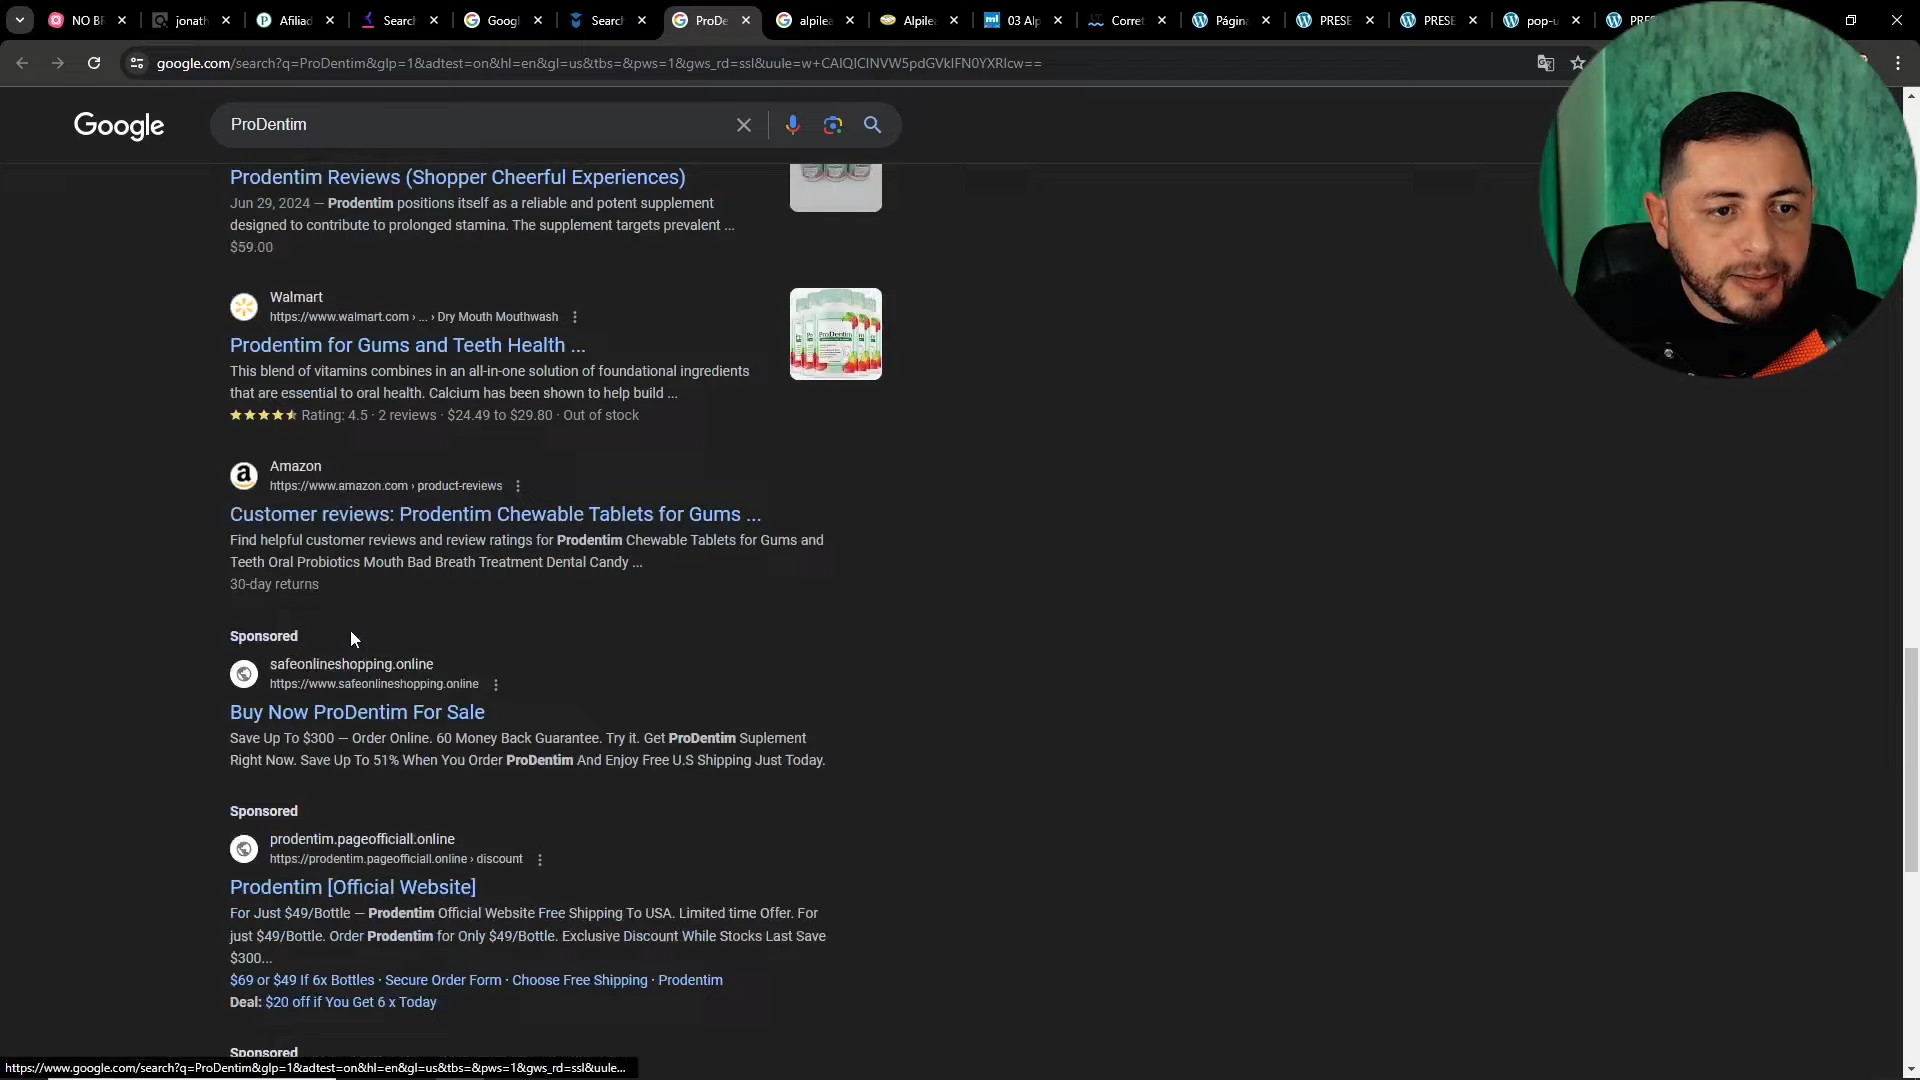 NO BR
jonath
Afiliad
Search
Googl
Search
ProDe
alpilea
Alpilea
03 Alp
Corret
Página
PRESE
PRESE
pop-u
PRE
google.com/search?q=ProDentim&glp=1&adtest=on&hl=en&gl=us&tbs=&pws=1&gws_rd=ssl&uule=w+CAIQICINVW5pdGVkIFN0YXRlcw==
Google
ProDentim
Prodentim Reviews (Shopper Cheerful Experiences)
Jun 29, 2024 — Prodentim positions itself as a reliable and potent supplement
designed to contribute to prolonged stamina. The supplement targets prevalent ...
$59.00
Walmart
https://www.walmart.com › ... › Dry Mouth Mouthwash
Prodentim for Gums and Teeth Health ...
This blend of vitamins combines in an all-in-one solution of foundational ingredients
that are essential to oral health. Calcium has been shown to help build ...
Rating: 4.5 · 2 reviews · $24.49 to $29.80 · Out of stock
ProDentim
Amazon
https://www.amazon.com › product-reviews
Customer reviews: Prodentim Chewable Tablets for Gums ...
Find helpful customer reviews and review ratings for Prodentim Chewable Tablets for Gums and
Teeth Oral Probiotics Mouth Bad Breath Treatment Dental Candy ...
30-day returns
Sponsored
safeonlineshopping.online
https://www.safeonlineshopping.online
Buy Now ProDentim For Sale
Save Up To $300 — Order Online. 60 Money Back Guarantee. Try it. Get ProDentim Suplement
Right Now. Save Up To 51% When You Order ProDentim And Enjoy Free U.S Shipping Just Today.
Sponsored
prodentim.pageofficiall.online
https://prodentim.pageofficiall.online › discount
Prodentim [Official Website]
For Just $49/Bottle — Prodentim Official Website Free Shipping To USA. Limited time Offer. For
just $49/Bottle. Order Prodentim for Only $49/Bottle. Exclusive Discount While Stocks Last Save
$300...
$69 or $49 If 6x Bottles · Secure Order Form · Choose Free Shipping · Prodentim
Deal: $20 off if You Get 6 x Today
Sponsored
https://www.google.com/search?q=ProDentim&glp=1&adtest=on&hl=en&gl=us&tbs=&pws=1&gws_rd=ssl&uule...